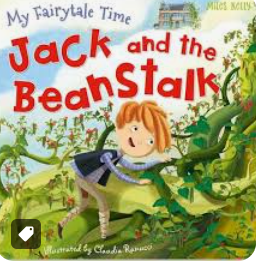 My Fairytale Time
Miles Kelly
Jack and the
BeanStalk
Illustrated by Claudia Ranucci